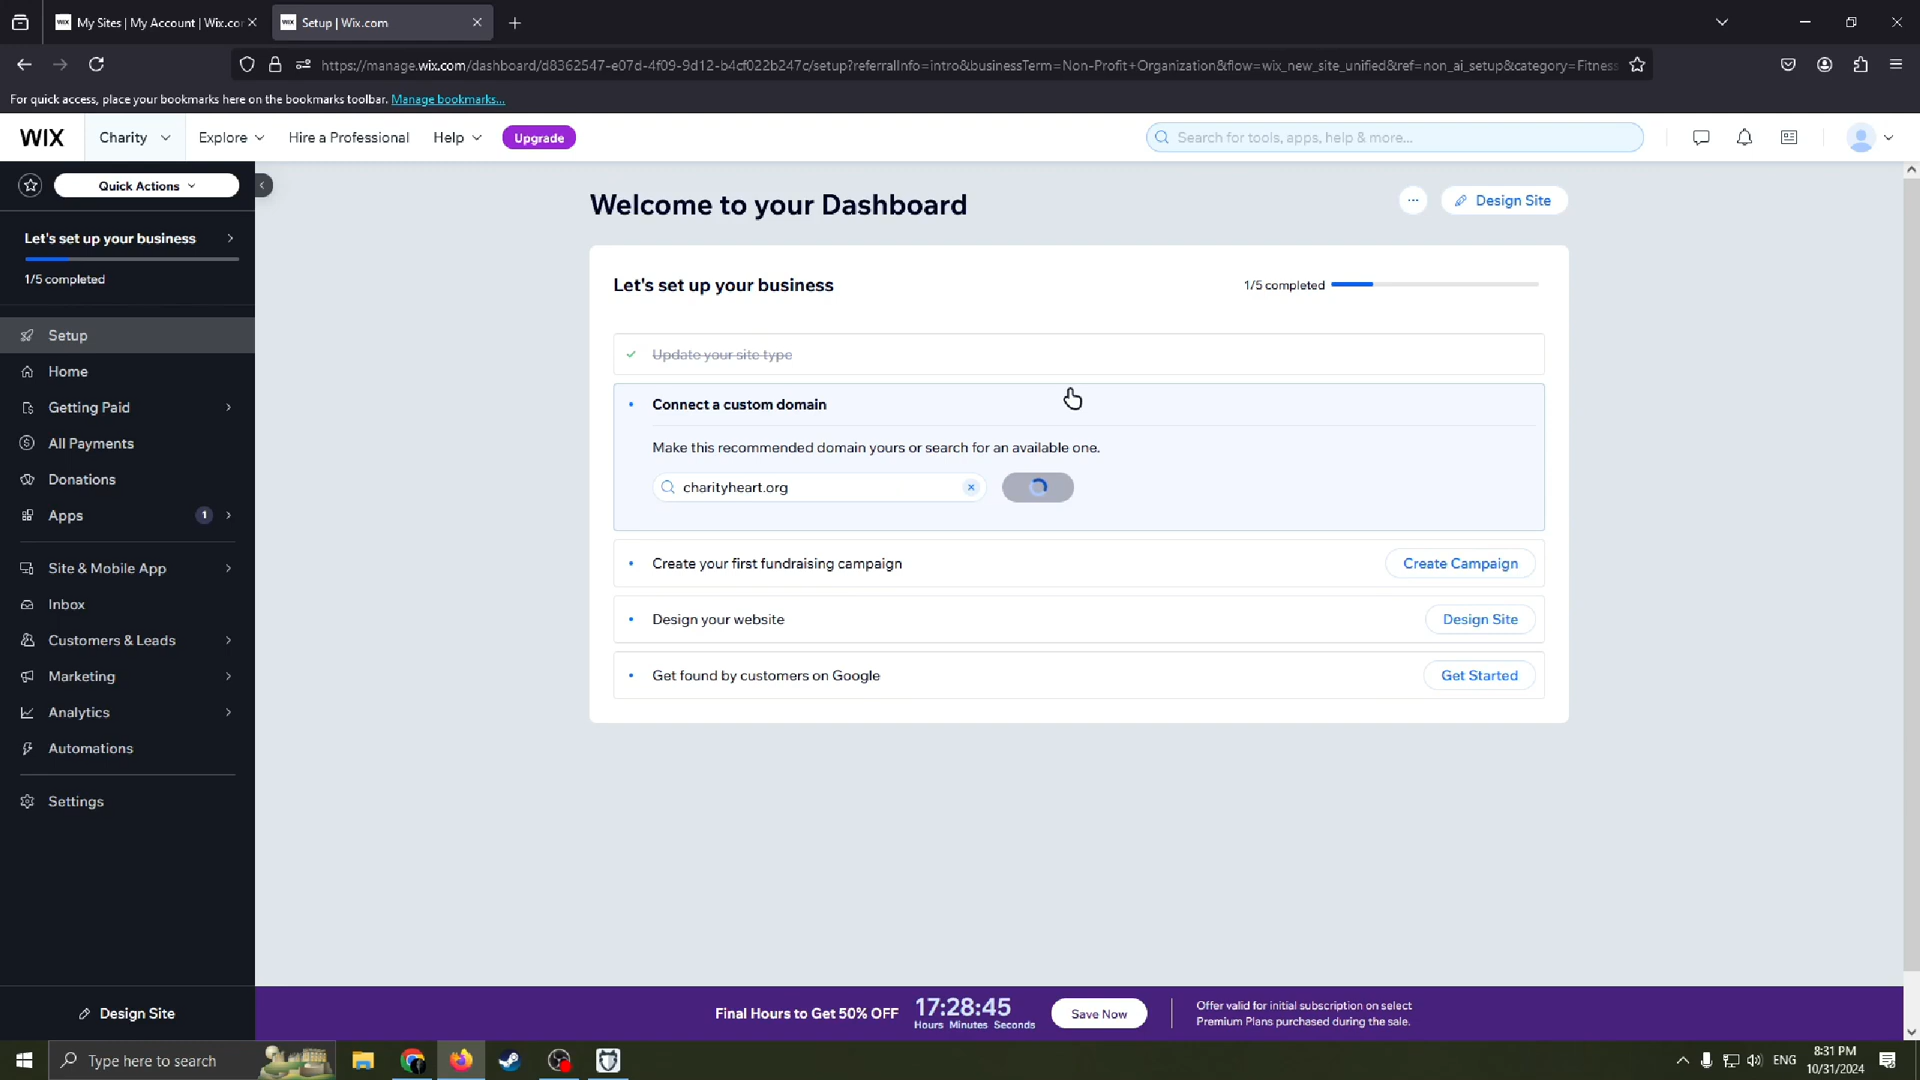 My Sites | My Account | Wix.cor
Setup | Wix.com
https://manage.wix.com/dashboard/d8362547-e07d-4f09-9d12-b4cf022b247c/setup?referralInfo=intro&businessTerm=Non-Profit+Organization&flow=wix_new_site_unified&ref=non_ai_setup&category=Fitness
For quick access, place your bookmarks here on the bookmarks toolbar. Manage bookmarks...
WIX
Charity
Explore
Hire a Professional
Help
Upgrade
Search for tools, apps, help & more...
Quick Actions
Let's set up your business
1/5 completed
Setup
Home
Getting Paid
All Payments
Donations
Apps
1
Site & Mobile App
Inbox
Customers & Leads
Marketing
Analytics
Automations
Settings
Design Site
Welcome to your Dashboard
Design Site
Let's set up your business
1/5 completed
Update your site type
Connect a custom domain
Make this recommended domain yours or search for an available one.
charityheart.org
Create your first fundraising campaign
Create Campaign
Design your website
Design Site
Get found by customers on Google
Get Started
Final Hours to Get 50% OFF
17:28:45
Hours Minutes Seconds
Save Now
Offer valid for initial subscription on select
Premium Plans purchased during the sale.
Type here to search
ENG
8:31 PM
10/31/2024